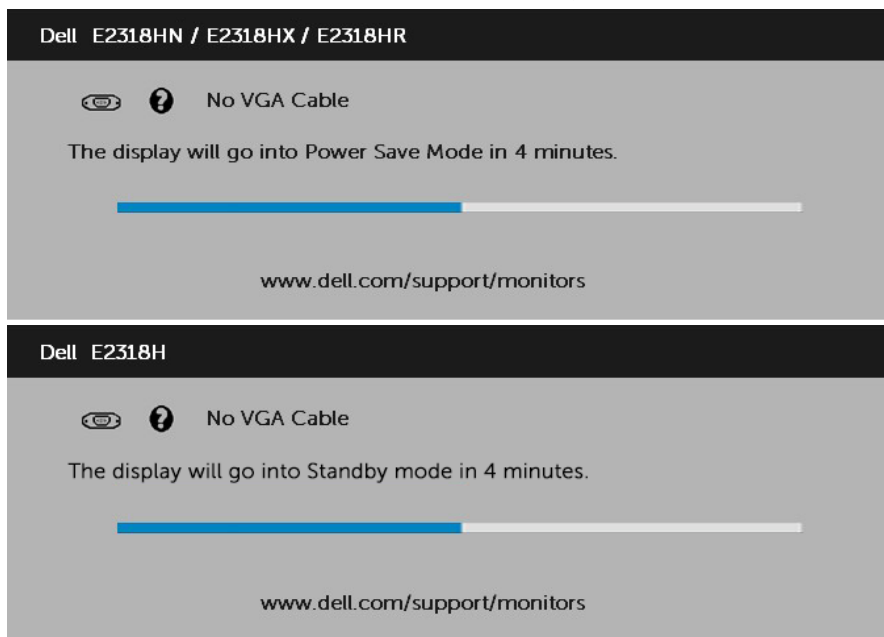 Dell E2318HN / E2318HX / E2318HR
? No VGA Cable
The display will go into Power Save Mode in 4 minutes.
www.dell.com/support/monitors
Dell E2318H
? No VGA Cable
The display will go into Standby mode in 4 minutes.
www.dell.com/support/monitors